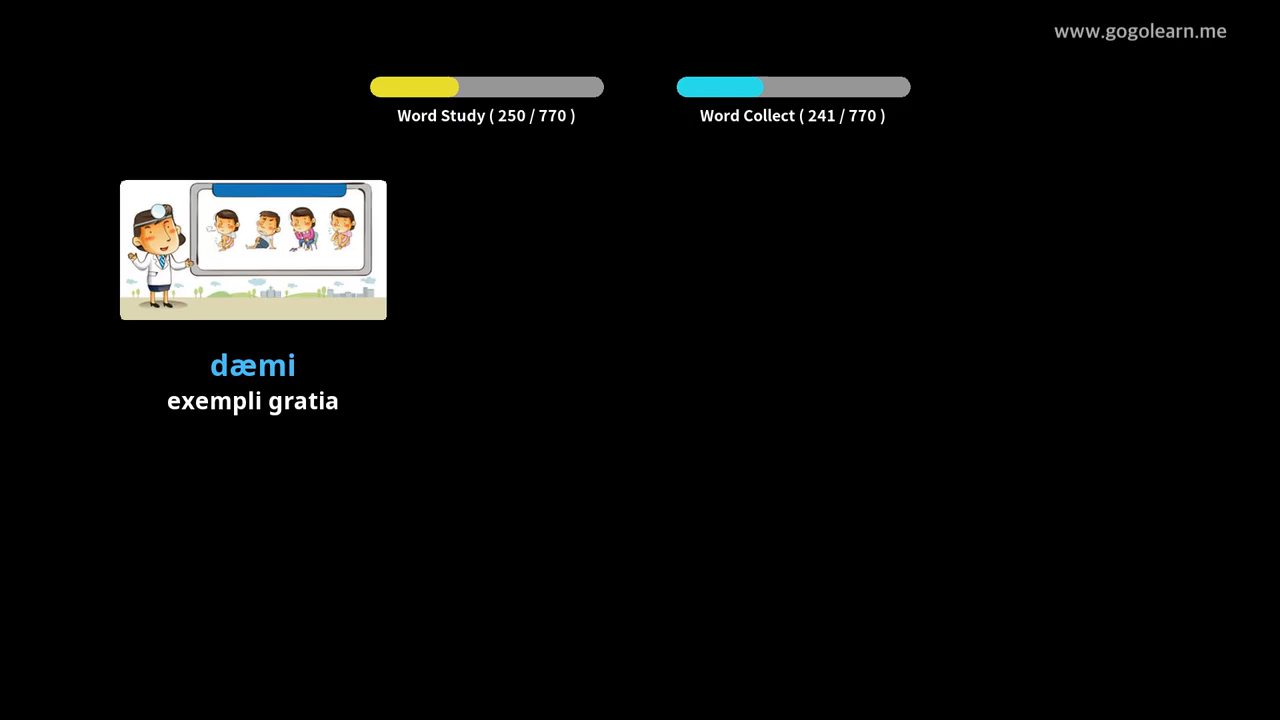 www.gogolearn.me
Word Study ( 250 / 770 )
Word Collect ( 241 / 770 )
dæmi
exempli gratia